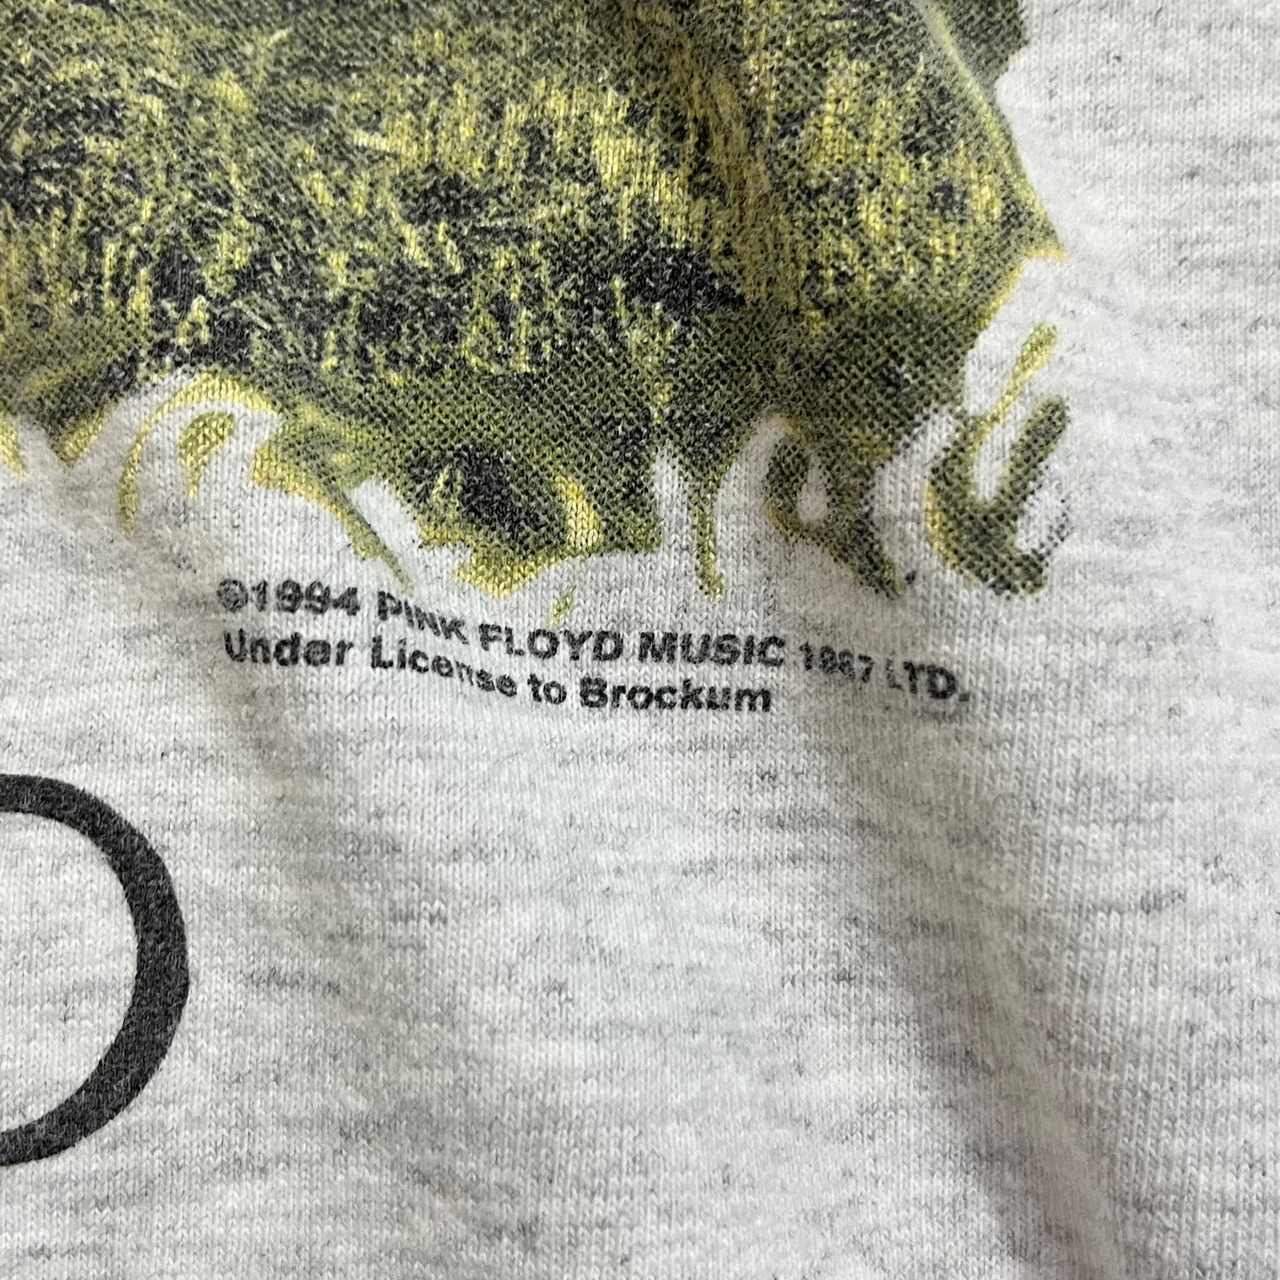 ©1994 PINK FLOYD MUSIC 1987 LTD.
Under License to Brockum
D